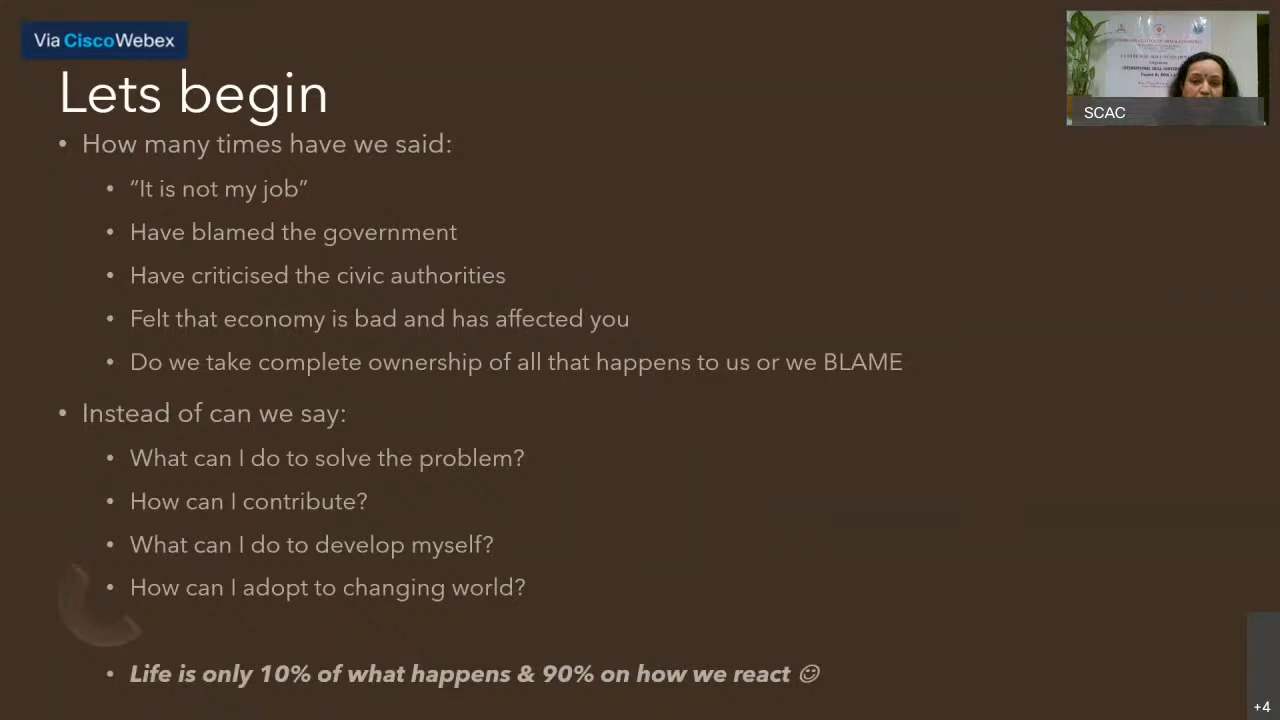 Via CiscoWebex
Lets begin
• How many times have we said:
• “It is not my job”
• Have blamed the government
• Have criticised the civic authorities
• Felt that economy is bad and has affected you
• Do we take complete ownership of all that happens to us or we BLAME
• Instead of can we say:
• What can I do to solve the problem?
• How can I contribute?
• What can I do to develop myself?
• How can I adopt to changing world?
• Life is only 10% of what happens & 90% on how we react ☺
SCAC
+4